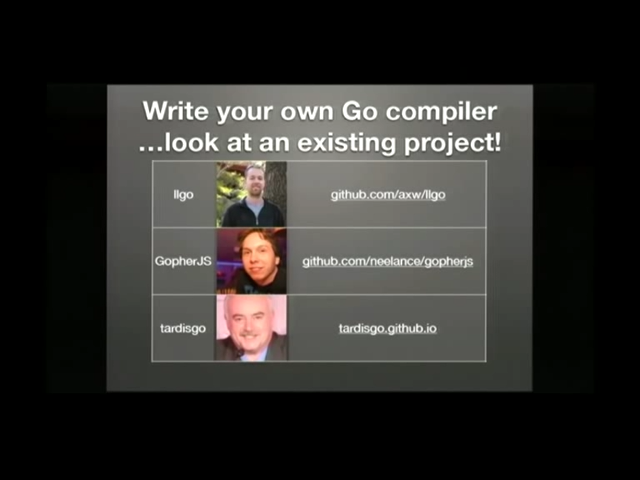 Write your own Go compiler
...look at an existing project!
llgo github.com/axw/llgo
GopherJS github.com/neelance/gopherjs
tardisgo tardisgo.github.io